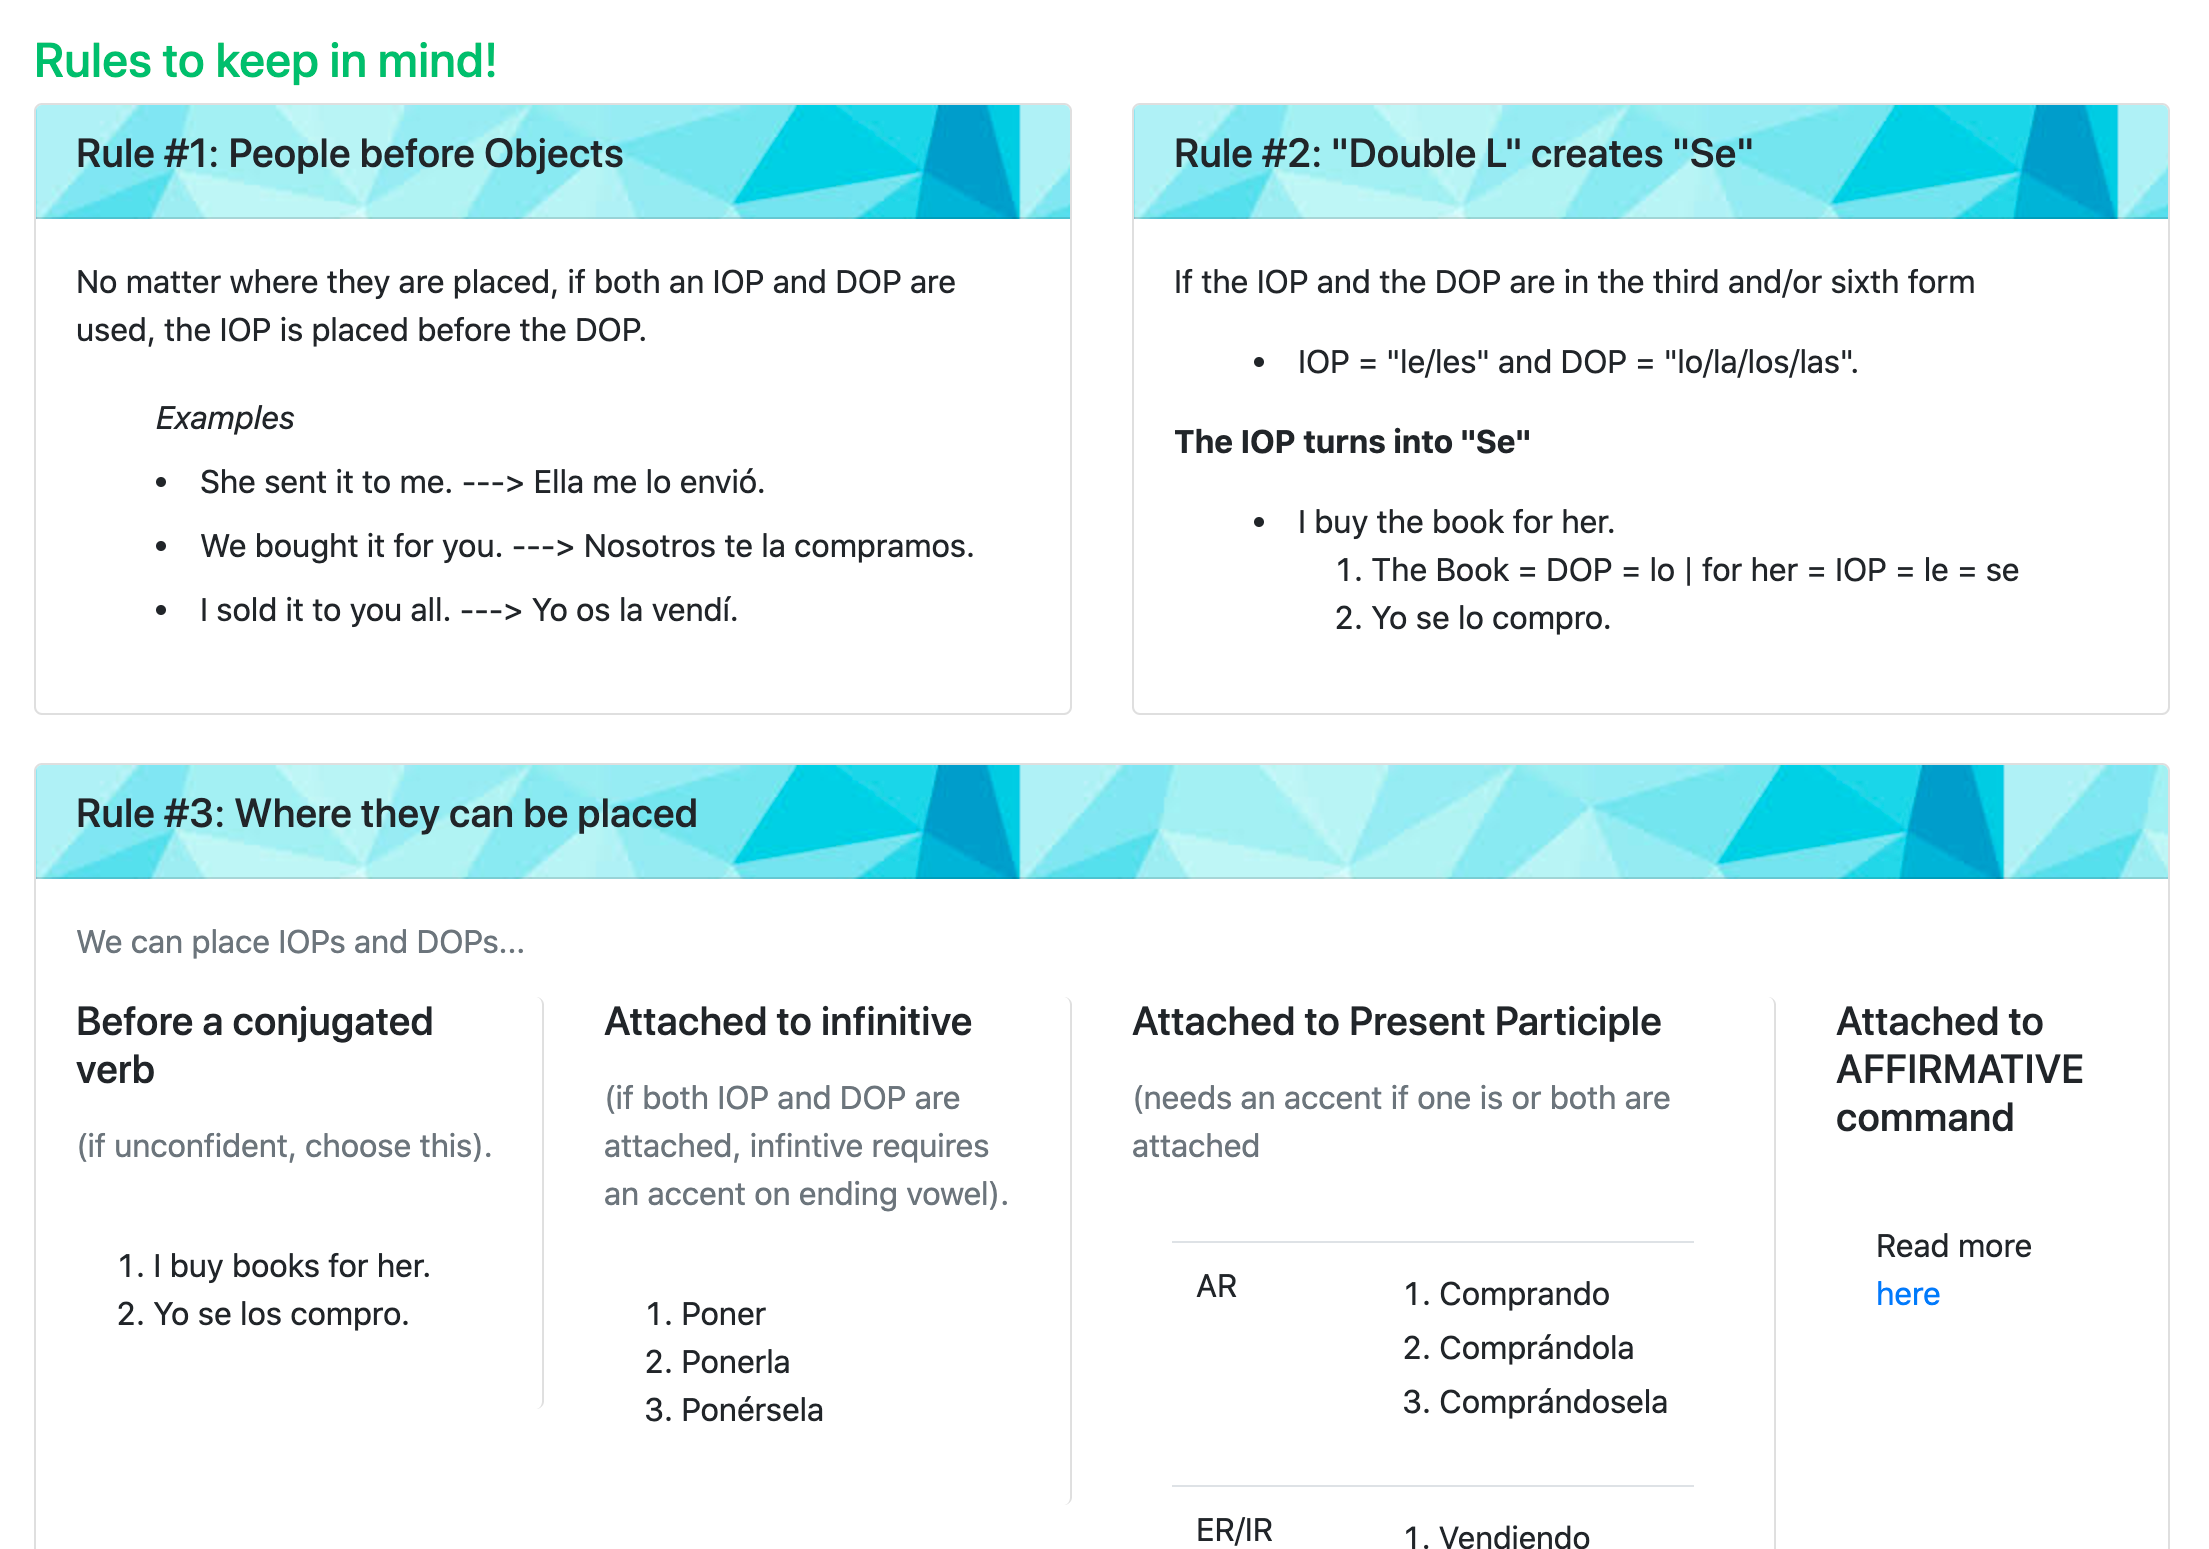 Rules to keep in mind!
Rule #1: People before Objects
No matter where they are placed, if both an IOP and DOP are
used, the IOP is placed before the DOP.
Examples
• She sent it to me. ---> Ella me lo envió.
• We bought it for you. ---> Nosotros te la compramos.
• I sold it to you all. ---> Yo os la vendí.
Rule #2: "Double L" creates "Se"
If the IOP and the DOP are in the third and/or sixth form
• IOP = "le/les" and DOP = "lo/la/los/las".
The IOP turns into "Se"
• I buy the book for her.
1. The Book = DOP = lo | for her = IOP = le = se
2. Yo se lo compro.
Rule #3: Where they can be placed
We can place IOPs and DOPs...
Before a conjugated
verb
(if unconfident, choose this).
1. I buy books for her.
2. Yo se los compro.
Attached to infinitive
(if both IOP and DOP are
attached, infintive requires
an accent on ending vowel).
1. Poner
2. Ponerla
3. Ponérsela
Attached to Present Participle
(needs an accent if one is or both are
attached
AR
1. Comprando
2. Comprándola
3. Comprándosela
ER/IR
1. Vendiendo
Attached to
AFFIRMATIVE
command
Read more
here